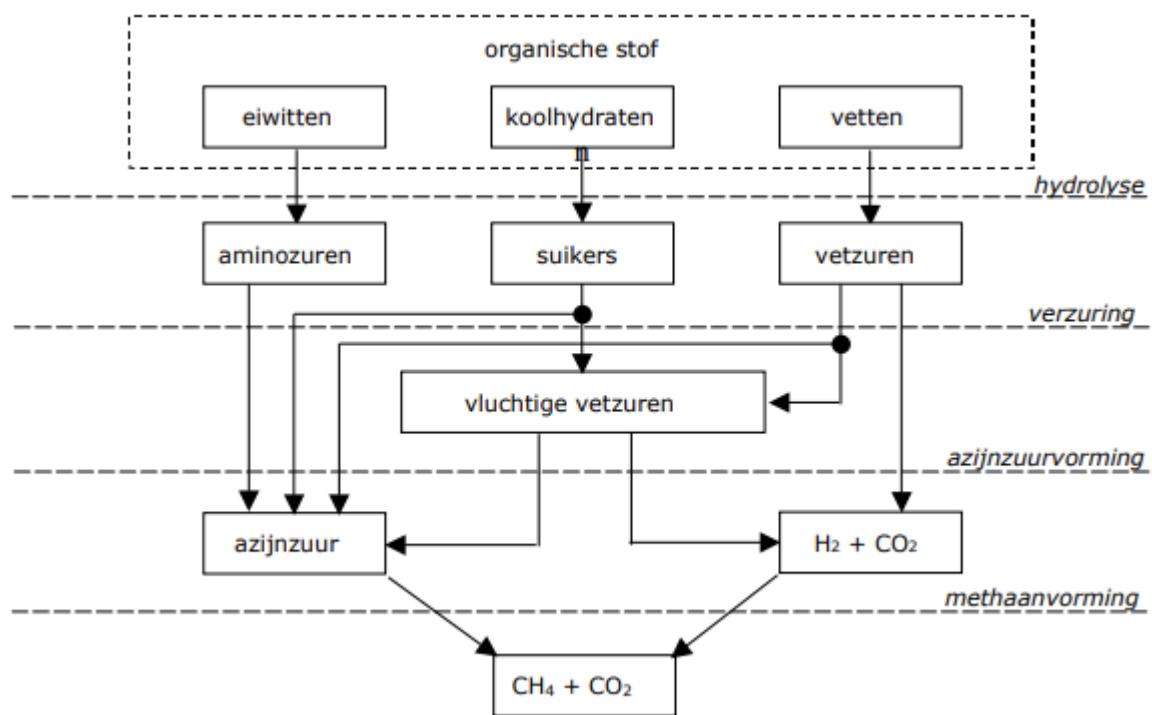 organische stof
eiwitten koolhydraten vetten
n
hydrolyse
aminozuren suikers vetzuren
verzuring
vluchtige vetzuren
azijnzuurvorming
azijnzuur H₂ + CO₂
methaanvorming
CH₄ + CO₂